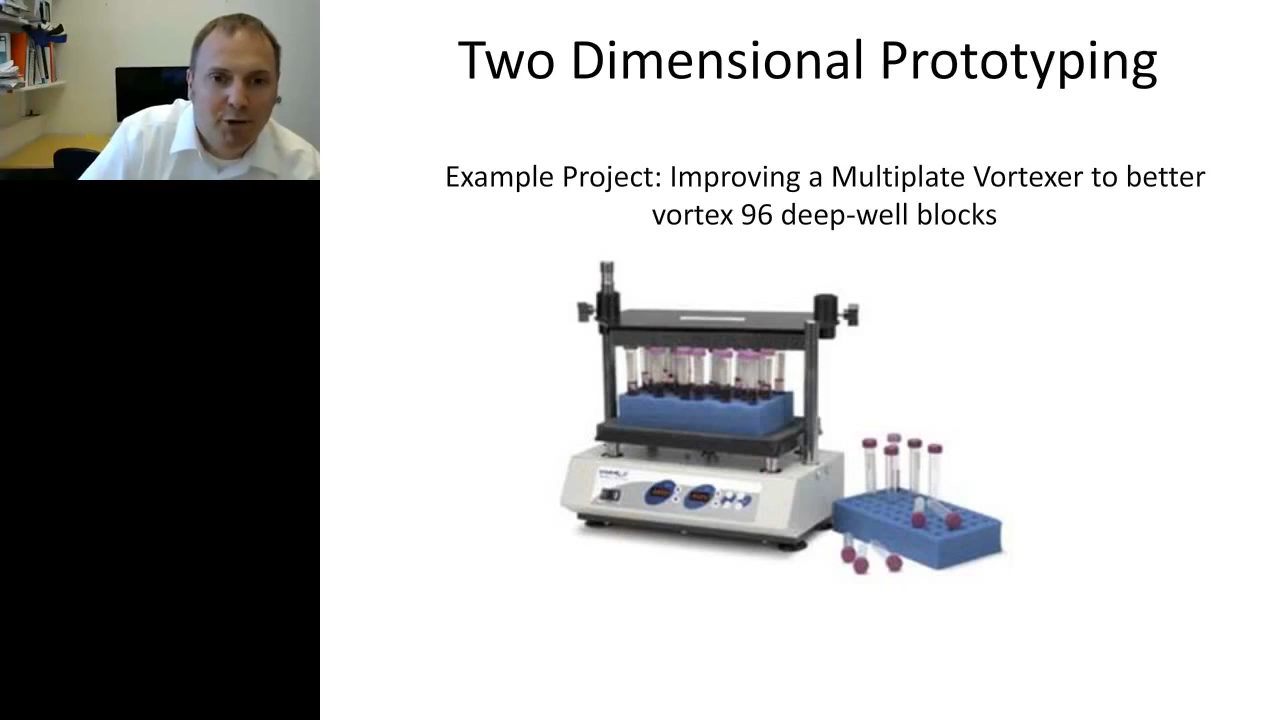 Two Dimensional Prototyping
Example Project: Improving a Multiplate Vortexer to better
vortex 96 deep-well blocks